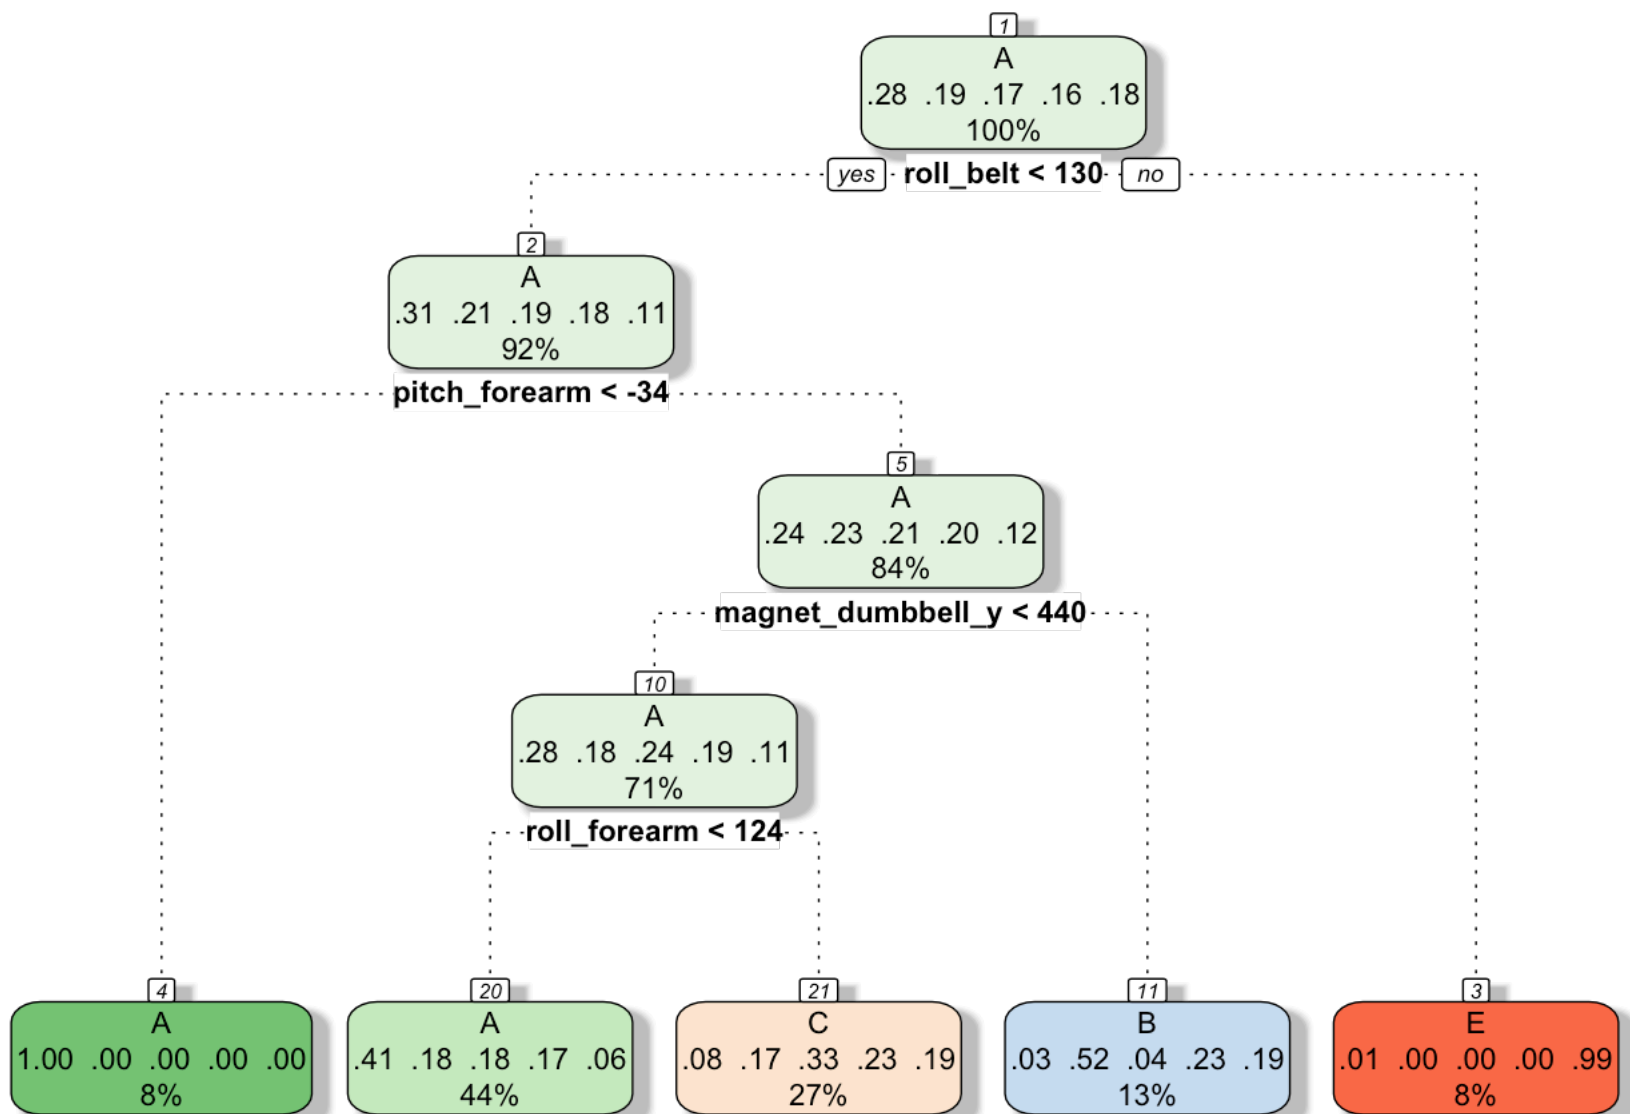 1
A
.28 .19 .17 .16 .18
100%
yes roll_belt < 130 no
2
A
.31 .21 .19 .18 .11
92%
pitch_forearm < -34
5
A
.24 .23 .21 .20 .12
84%
magnet_dumbbell_y < 440
10
A
.28 .18 .24 .19 .11
71%
roll_forearm < 124
4
A
1.00 .00 .00 .00 .00
8%
20
A
.41 .18 .18 .17 .06
44%
21
C
.08 .17 .33 .23 .19
27%
11
B
.03 .52 .04 .23 .19
13%
3
E
.01 .00 .00 .00 .99
8%